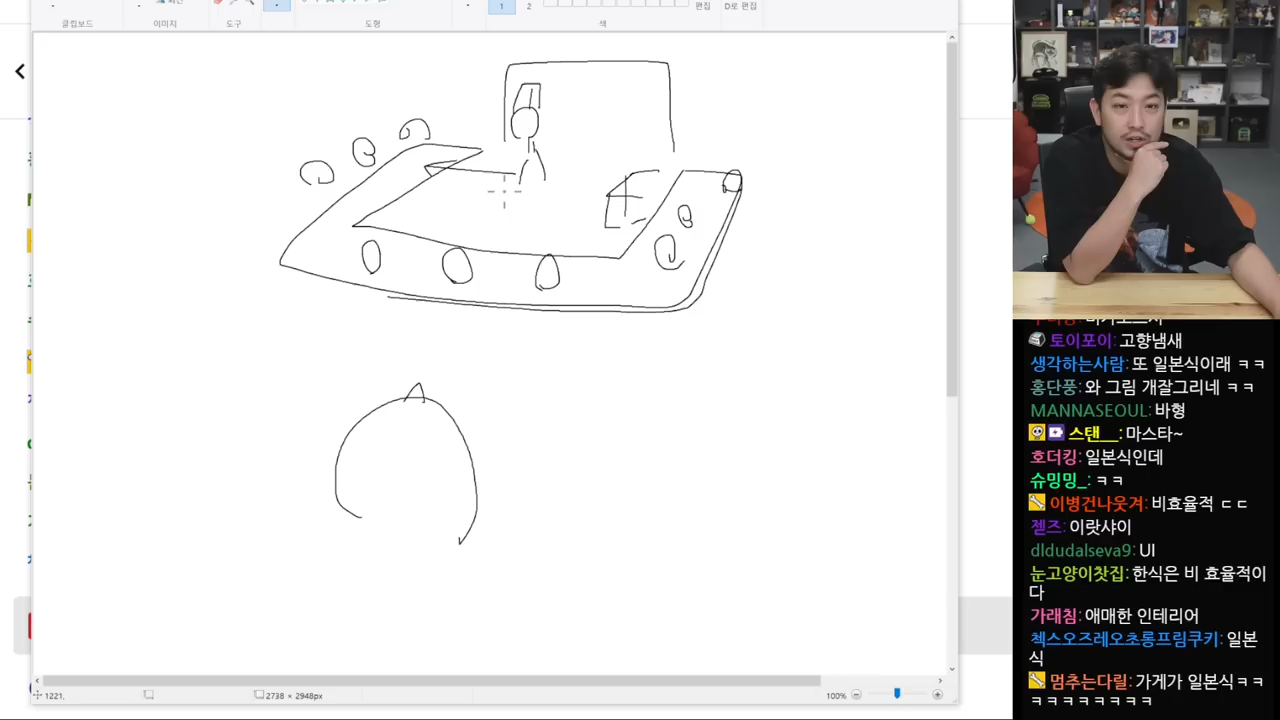 클립보드
이미지
도구
도형
1
2
색
편집
D로 편집
토이포이: 고향냄새
생각하는사람: 또 일본식이래 ㅋㅋ
홍단풍: 와 그림 개잘그리네 ㅋㅋ
MANNASEOUL: 바형
스탠__: 마스타~
호더킹: 일본식인데
슈밍밍_: ㅋㅋ
이병건나웃겨: 비효율적 ㄷㄷ
젤즈: 이랏샤이
dldudalseva9: UI
눈고양이찻집: 한식은 비 효율적이
다
가래침: 애매한 인테리어
첵스오즈레오초롱프림쿠키: 일본
식
멈추는다릴: 가게가 일본식ㅋㅋ
ㅋㅋㅋㅋㅋㅋㅋㅋ
1221,
2738 × 2948px
100%